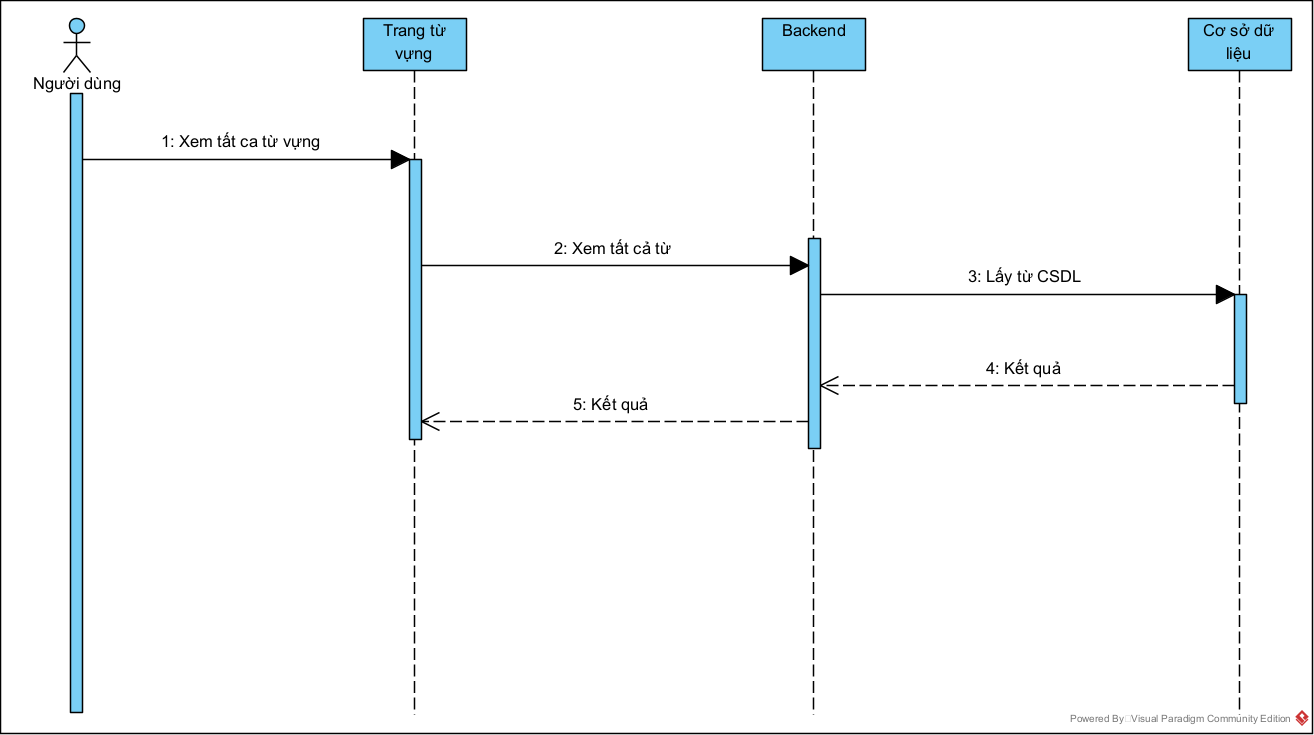 Người dùng
Trang từ
vựng
Backend
Cơ sở dữ
liệu
1: Xem tất ca từ vựng
2: Xem tất cả từ
3: Lấy từ CSDL
4: Kết quả
5: Kết quả
Powered By Visual Paradigm Community Edition